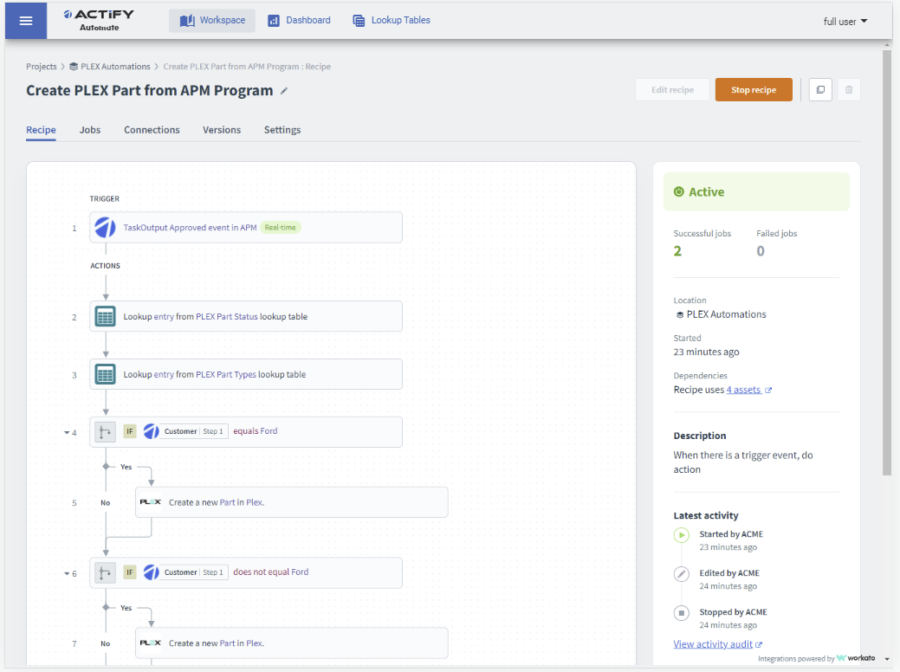 ACTiFY
Automate
Workspace
Dashboard
Lookup Tables
full user
Projects > PLEX Automations > Create PLEX Part from APM Program : Recipe
Create PLEX Part from APM Program
Edit recipe
Stop recipe
Recipe
Jobs
Connections
Versions
Settings
TRIGGER
1 TaskOutput Approved event in APM Real-time
ACTIONS
2 Lookup entry from PLEX Part Status lookup table
3 Lookup entry from PLEX Part Types lookup table
4 IF Customer Step 1 equals Ford
Yes
5 No PLEX Create a new Part in Plex.
6 IF Customer Step 1 does not equal Ford
Yes
7 No PLEX Create a new Part in Plex.
Active
Successful jobs Failed jobs
2 0
Location
PLEX Automations
Started
23 minutes ago
Dependencies
Recipe uses 4 assets
Description
When there is a trigger event, do
action
Latest activity
Started by ACME
23 minutes ago
Edited by ACME
24 minutes ago
Stopped by ACME
24 minutes ago
View activity audit
Integrations powered by workato